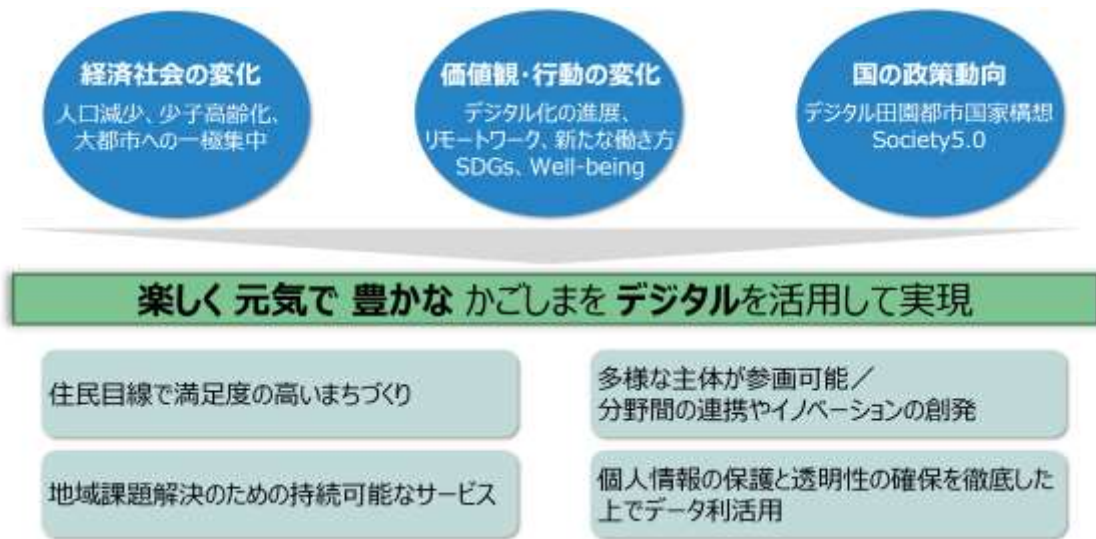 経済社会の変化
人口減少、少子高齢化、
大都市への一極集中
価値観・行動の変化
デジタル化の進展、
リモートワーク、新たな働き方
SDGs、Well-being
国の政策動向
デジタル田園都市国家構想
Society5.0
楽しく 元気で 豊かな かごしまを デジタルを活用して実現
住民目線で満足度の高いまちづくり
多様な主体が参画可能／
分野間の連携やイノベーションの創発
地域課題解決のための持続可能なサービス
個人情報の保護と透明性の確保を徹底した
上でデータ利活用